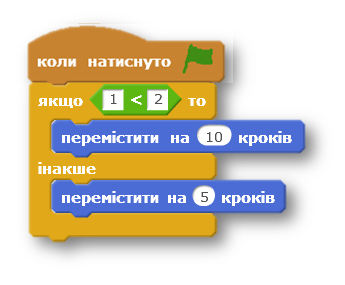 коли натиснуто
якщо 1 < 2 то
перемістити на 10 кроків
інакше
перемістити на 5 кроків